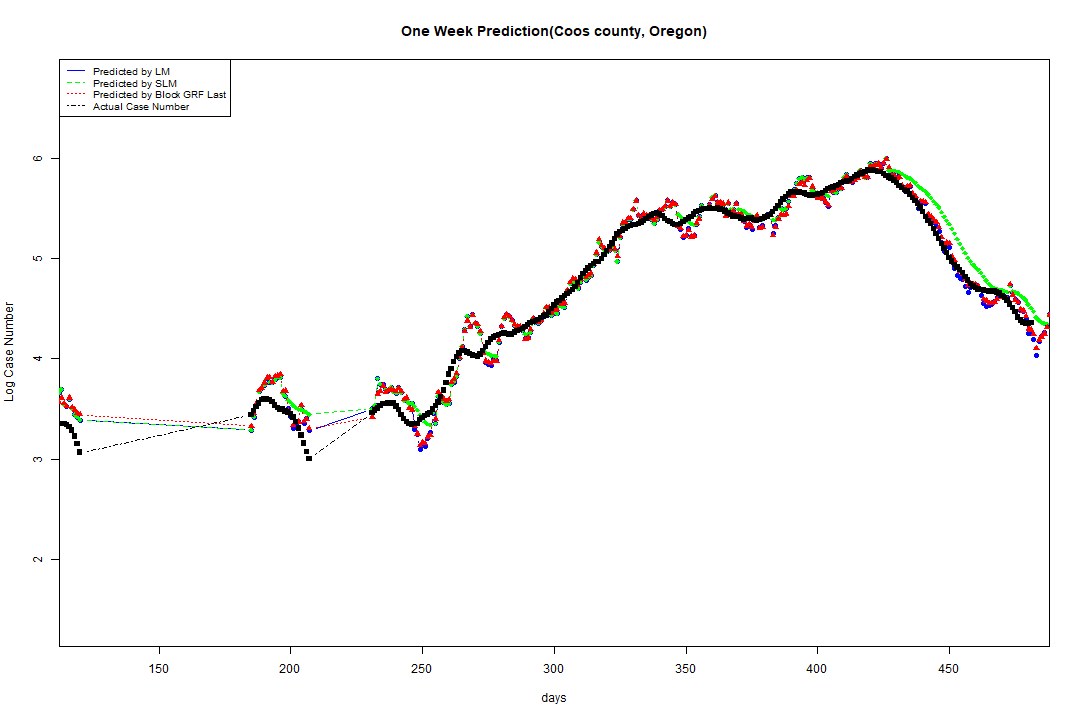 One Week Prediction(Coos county, Oregon)
Predicted by LM
Predicted by SLM
Predicted by Block GRF Last
Actual Case Number
6
5
4
3
2
Log Case Number
150 200 250 300 350 400 450
days